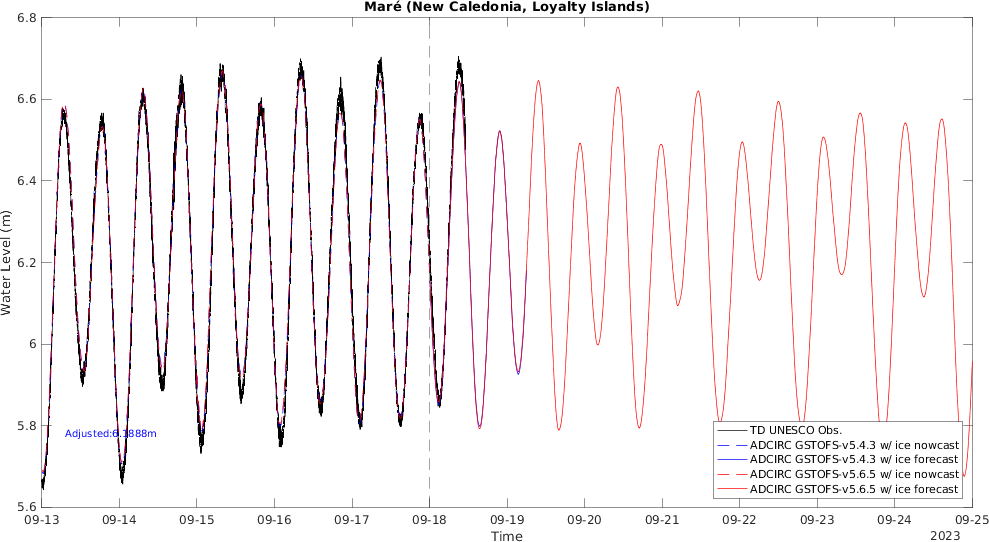 Maré (New Caledonia, Loyalty Islands)
6.8
6.6
6.4
6.2
6
5.8
5.6
Water Level (m)
Adjusted:6.1888m
TD UNESCO Obs.
ADCIRC GSTOFS-v5.4.3 w/ ice nowcast
ADCIRC GSTOFS-v5.4.3 w/ ice forecast
ADCIRC GSTOFS-v5.6.5 w/ ice nowcast
ADCIRC GSTOFS-v5.6.5 w/ ice forecast
09-13 09-14 09-15 09-16 09-17 09-18 09-19 09-20 09-21 09-22 09-23 09-24 09-25
Time
2023